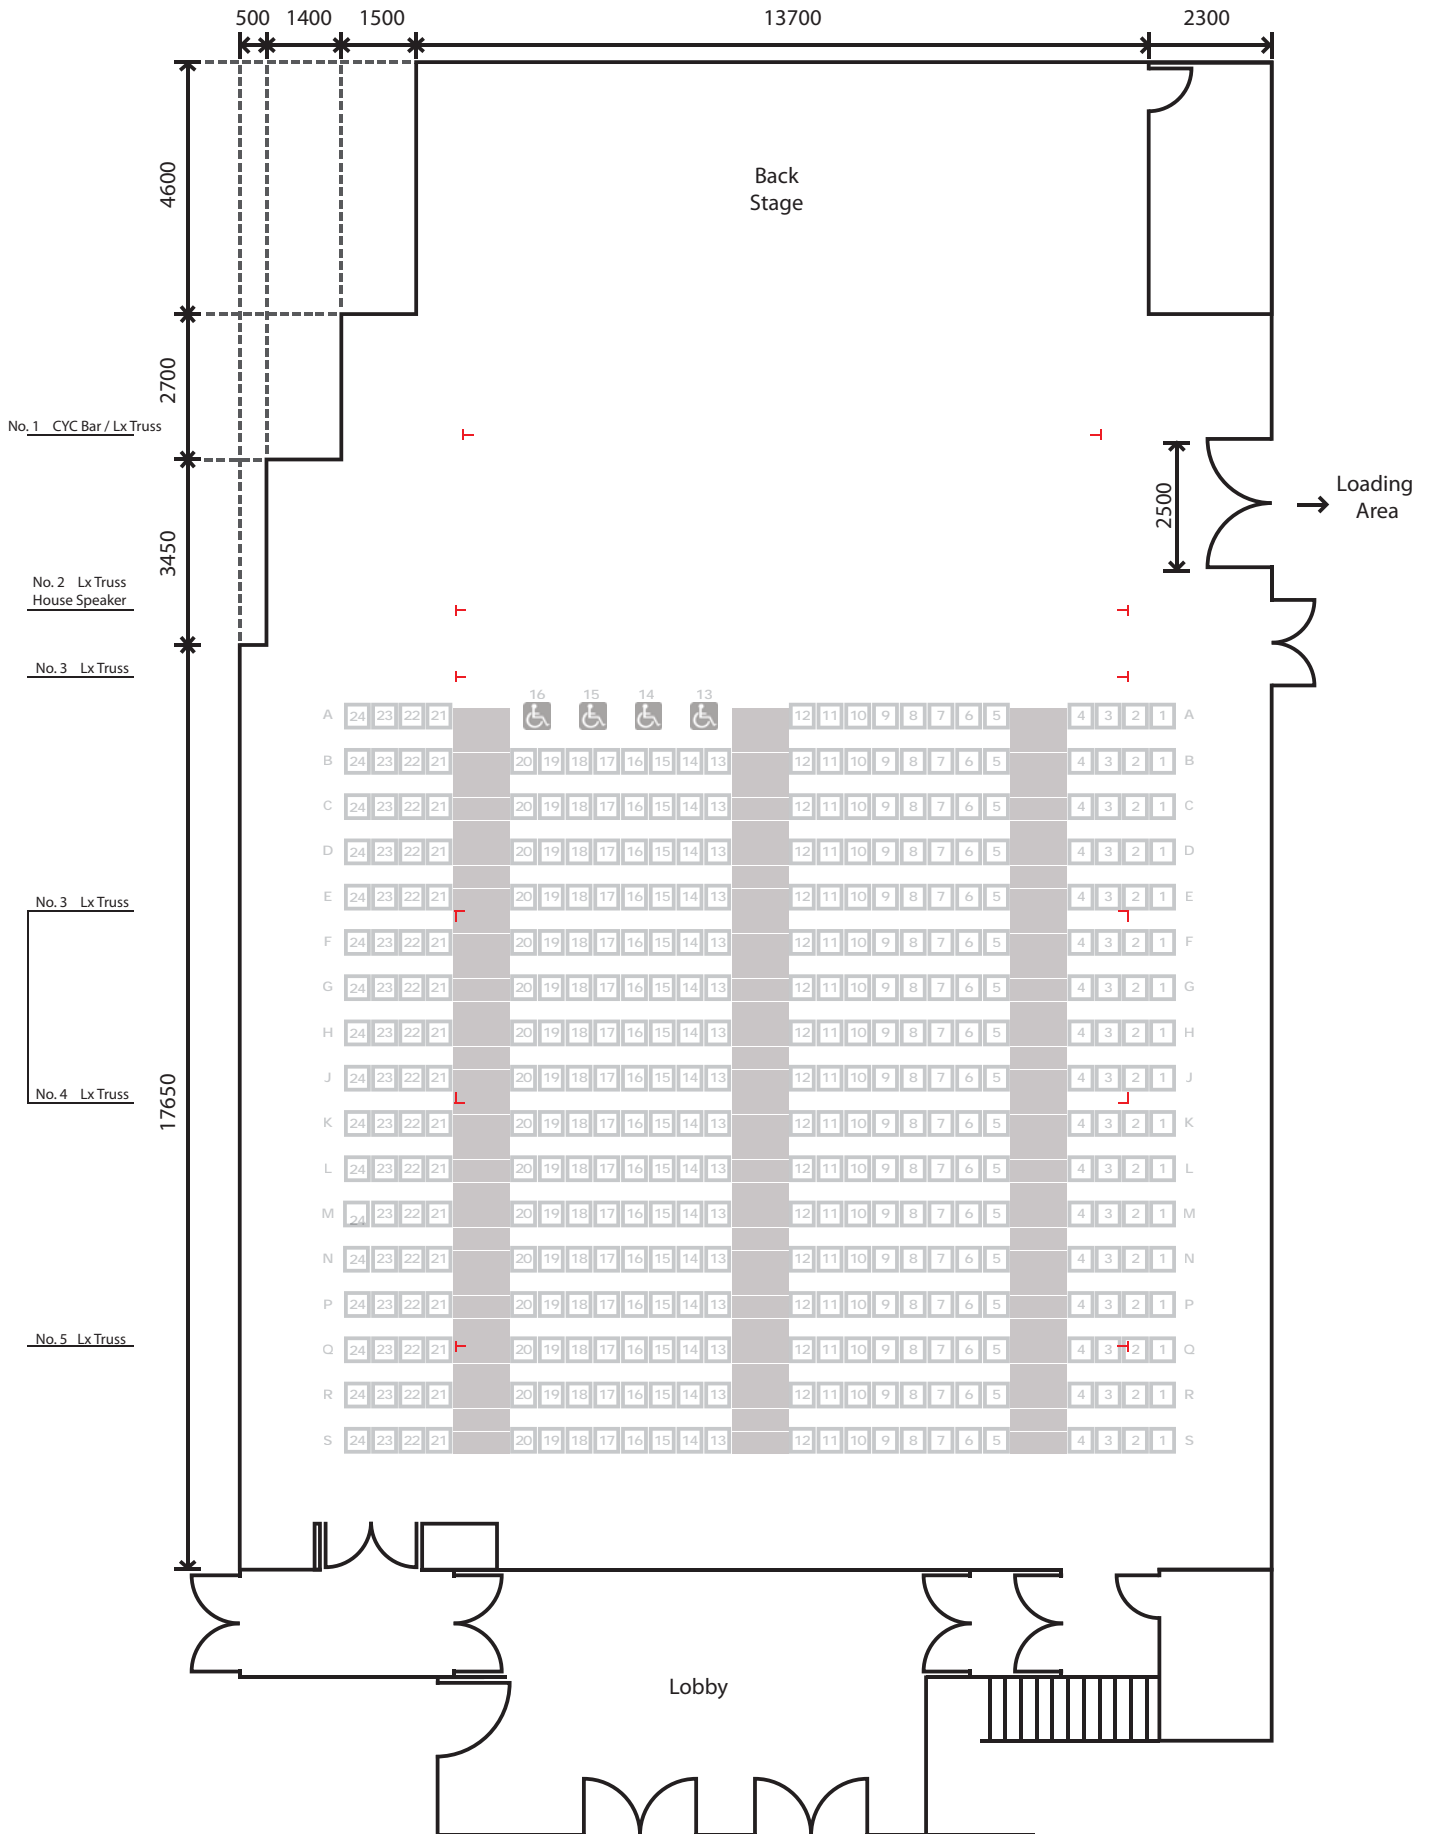 500 1400 1500 13700 2300
4600
Back
Stage
2700
No. 1 CYC Bar / Lx Truss
2500
Loading
Area
3450
No. 2 Lx Truss
House Speaker
No. 3 Lx Truss
16 15 14 13
A 24 23 22 21 12 11 10 9 8 7 6 5 4 3 2 1 A
B 24 23 22 21 20 19 18 17 16 15 14 13 12 11 10 9 8 7 6 5 4 3 2 1 B
C 24 23 22 21 20 19 18 17 16 15 14 13 12 11 10 9 8 7 6 5 4 3 2 1 C
D 24 23 22 21 20 19 18 17 16 15 14 13 12 11 10 9 8 7 6 5 4 3 2 1 D
E 24 23 22 21 20 19 18 17 16 15 14 13 12 11 10 9 8 7 6 5 4 3 2 1 E
No. 3 Lx Truss
F 24 23 22 21 20 19 18 17 16 15 14 13 12 11 10 9 8 7 6 5 4 3 2 1 F
G 24 23 22 21 20 19 18 17 16 15 14 13 12 11 10 9 8 7 6 5 4 3 2 1 G
H 24 23 22 21 20 19 18 17 16 15 14 13 12 11 10 9 8 7 6 5 4 3 2 1 H
J 24 23 22 21 20 19 18 17 16 15 14 13 12 11 10 9 8 7 6 5 4 3 2 1 J
No. 4 Lx Truss
17650
K 24 23 22 21 20 19 18 17 16 15 14 13 12 11 10 9 8 7 6 5 4 3 2 1 K
L 24 23 22 21 20 19 18 17 16 15 14 13 12 11 10 9 8 7 6 5 4 3 2 1 L
M 24 23 22 21 20 19 18 17 16 15 14 13 12 11 10 9 8 7 6 5 4 3 2 1 M
N 24 23 22 21 20 19 18 17 16 15 14 13 12 11 10 9 8 7 6 5 4 3 2 1 N
P 24 23 22 21 20 19 18 17 16 15 14 13 12 11 10 9 8 7 6 5 4 3 2 1 P
No. 5 Lx Truss
Q 24 23 22 21 20 19 18 17 16 15 14 13 12 11 10 9 8 7 6 5 4 3 2 1 Q
R 24 23 22 21 20 19 18 17 16 15 14 13 12 11 10 9 8 7 6 5 4 3 2 1 R
S 24 23 22 21 20 19 18 17 16 15 14 13 12 11 10 9 8 7 6 5 4 3 2 1 S
Lobby